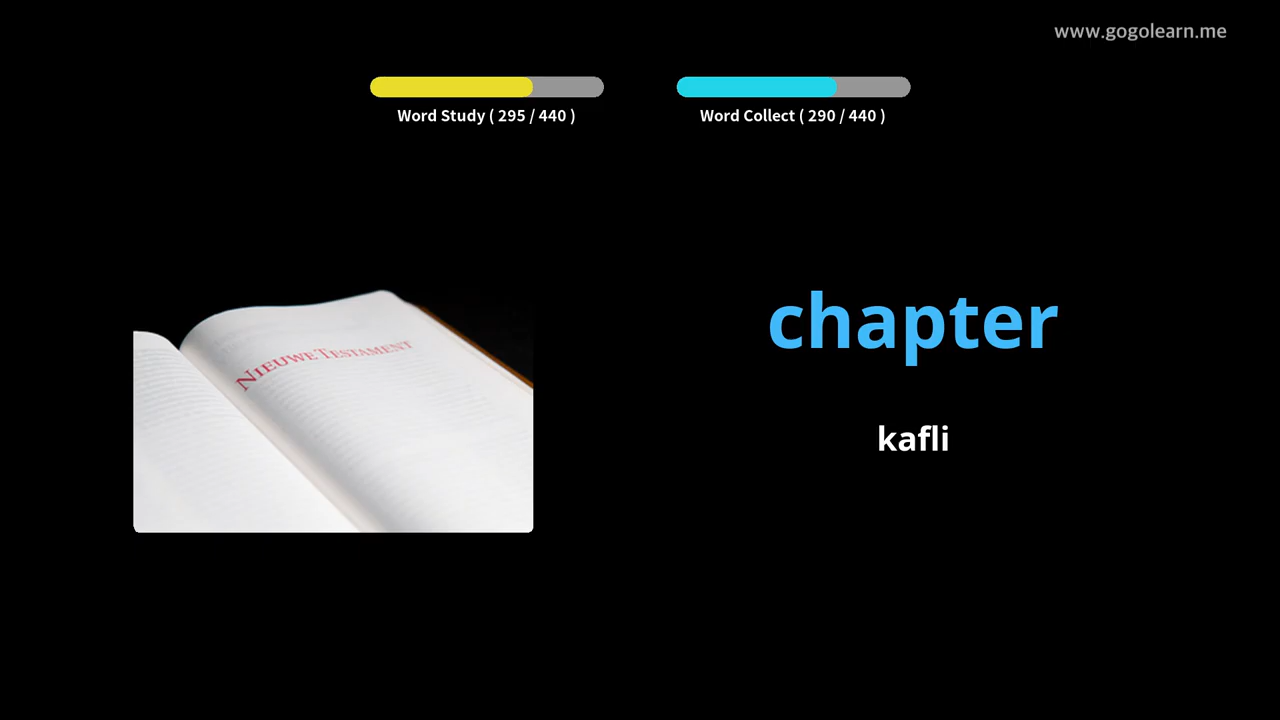 www.gogolearn.me
Word Study ( 295 / 440 )
Word Collect ( 290 / 440 )
NIEUWE TESTAMENT
chapter
kafli